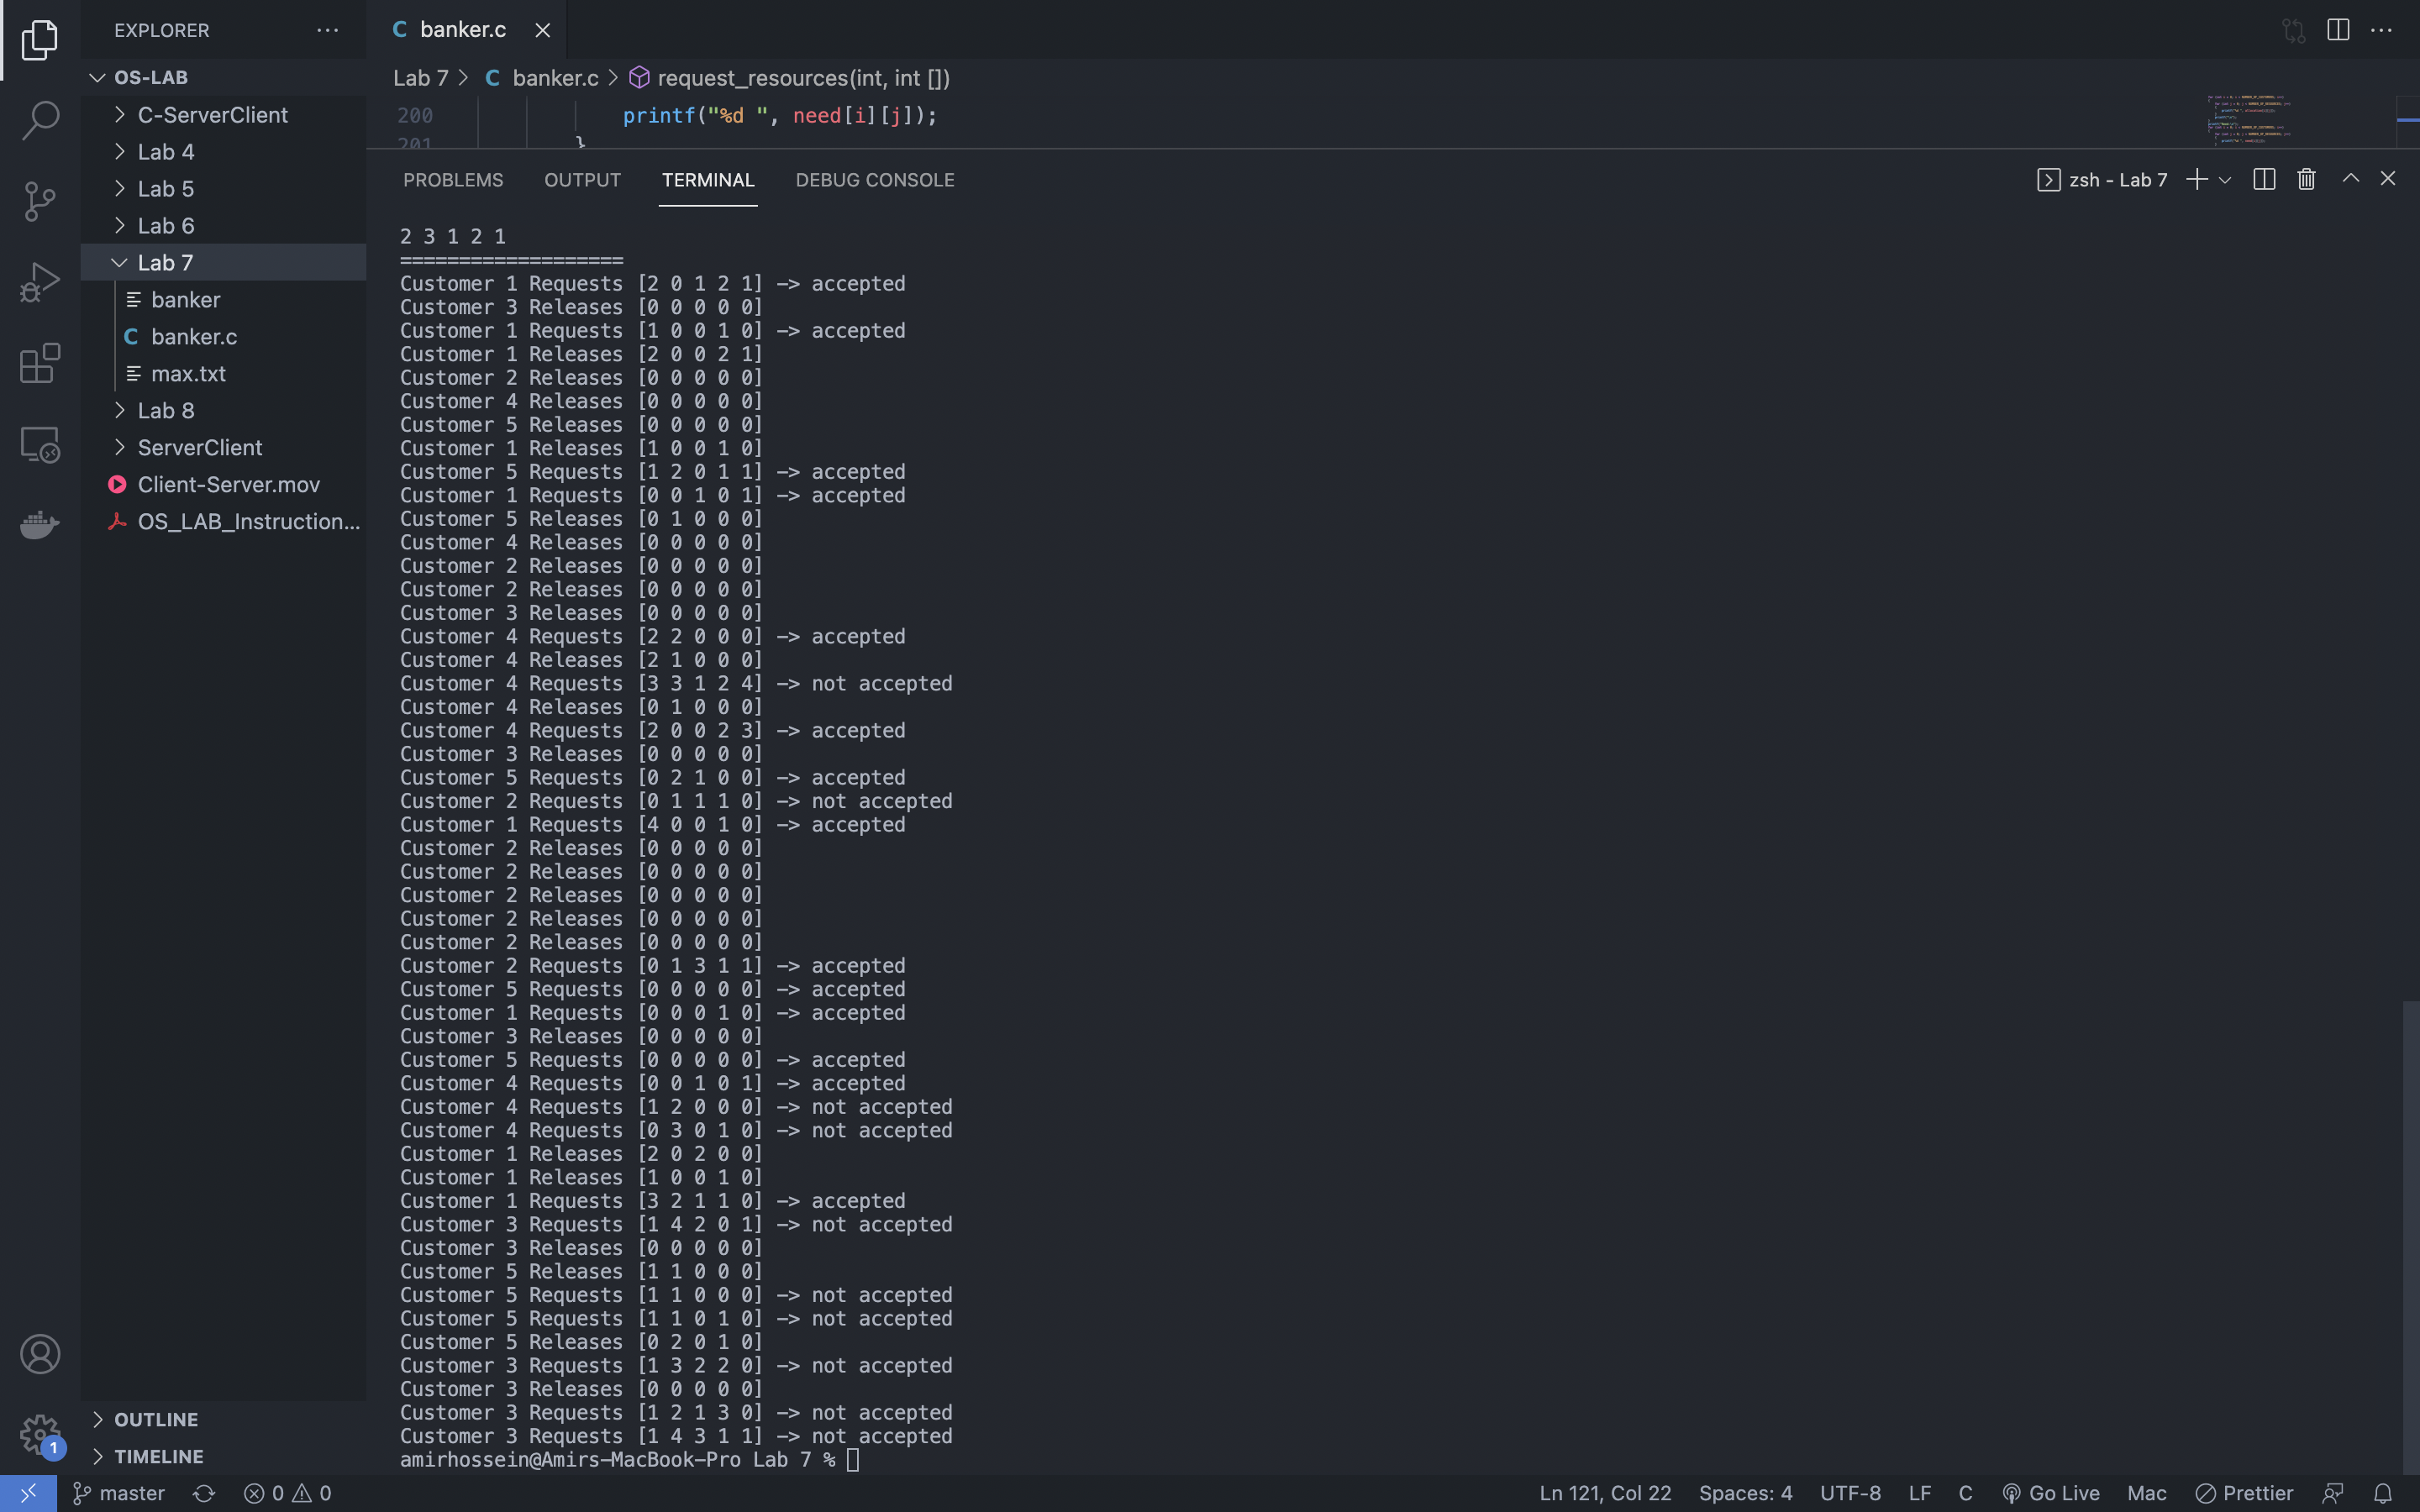 EXPLORER
OS-LAB
C-ServerClient
Lab 4
Lab 5
Lab 6
Lab 7
banker
banker.c
max.txt
Lab 8
ServerClient
Client-Server.mov
OS_LAB_Instruction...
OUTLINE
TIMELINE
1
banker.c
Lab 7 > C banker.c > request_resources(int, int [])
200 printf("%d ", need[i][j]);
201 }
PROBLEMS OUTPUT TERMINAL DEBUG CONSOLE zsh - Lab 7
2 3 1 2 1
===================
Customer 1 Requests [2 0 1 2 1] -> accepted
Customer 3 Releases [0 0 0 0 0]
Customer 1 Requests [1 0 0 1 0] -> accepted
Customer 1 Releases [2 0 0 2 1]
Customer 2 Releases [0 0 0 0 0]
Customer 4 Releases [0 0 0 0 0]
Customer 5 Releases [0 0 0 0 0]
Customer 1 Releases [1 0 0 1 0]
Customer 5 Requests [1 2 0 1 1] -> accepted
Customer 1 Requests [0 0 1 0 1] -> accepted
Customer 5 Releases [0 1 0 0 0]
Customer 4 Releases [0 0 0 0 0]
Customer 2 Releases [0 0 0 0 0]
Customer 2 Releases [0 0 0 0 0]
Customer 3 Releases [0 0 0 0 0]
Customer 4 Requests [2 2 0 0 0] -> accepted
Customer 4 Releases [2 1 0 0 0]
Customer 4 Requests [3 3 1 2 4] -> not accepted
Customer 4 Releases [0 1 0 0 0]
Customer 4 Requests [2 0 0 2 3] -> accepted
Customer 3 Releases [0 0 0 0 0]
Customer 5 Requests [0 2 1 0 0] -> accepted
Customer 2 Requests [0 1 1 1 0] -> not accepted
Customer 1 Requests [4 0 0 1 0] -> accepted
Customer 2 Releases [0 0 0 0 0]
Customer 2 Releases [0 0 0 0 0]
Customer 2 Releases [0 0 0 0 0]
Customer 2 Releases [0 0 0 0 0]
Customer 2 Releases [0 0 0 0 0]
Customer 2 Requests [0 1 3 1 1] -> accepted
Customer 5 Requests [0 0 0 0 0] -> accepted
Customer 1 Requests [0 0 0 1 0] -> accepted
Customer 3 Releases [0 0 0 0 0]
Customer 5 Requests [0 0 0 0 0] -> accepted
Customer 4 Requests [0 0 1 0 1] -> accepted
Customer 4 Requests [1 2 0 0 0] -> not accepted
Customer 4 Requests [0 3 0 1 0] -> not accepted
Customer 1 Releases [2 0 2 0 0]
Customer 1 Releases [1 0 0 1 0]
Customer 1 Requests [3 2 1 1 0] -> accepted
Customer 3 Requests [1 4 2 0 1] -> not accepted
Customer 3 Releases [0 0 0 0 0]
Customer 5 Releases [1 1 0 0 0]
Customer 5 Requests [1 1 0 0 0] -> not accepted
Customer 5 Requests [1 1 0 1 0] -> not accepted
Customer 5 Releases [0 2 0 1 0]
Customer 3 Requests [1 3 2 2 0] -> not accepted
Customer 3 Releases [0 0 0 0 0]
Customer 3 Requests [1 2 1 3 0] -> not accepted
Customer 3 Requests [1 4 3 1 1] -> not accepted
amirhossein@Amirs-MacBook-Pro Lab 7 %
master 0 0 Ln 121, Col 22 Spaces: 4 UTF-8 LF C Go Live Mac Prettier